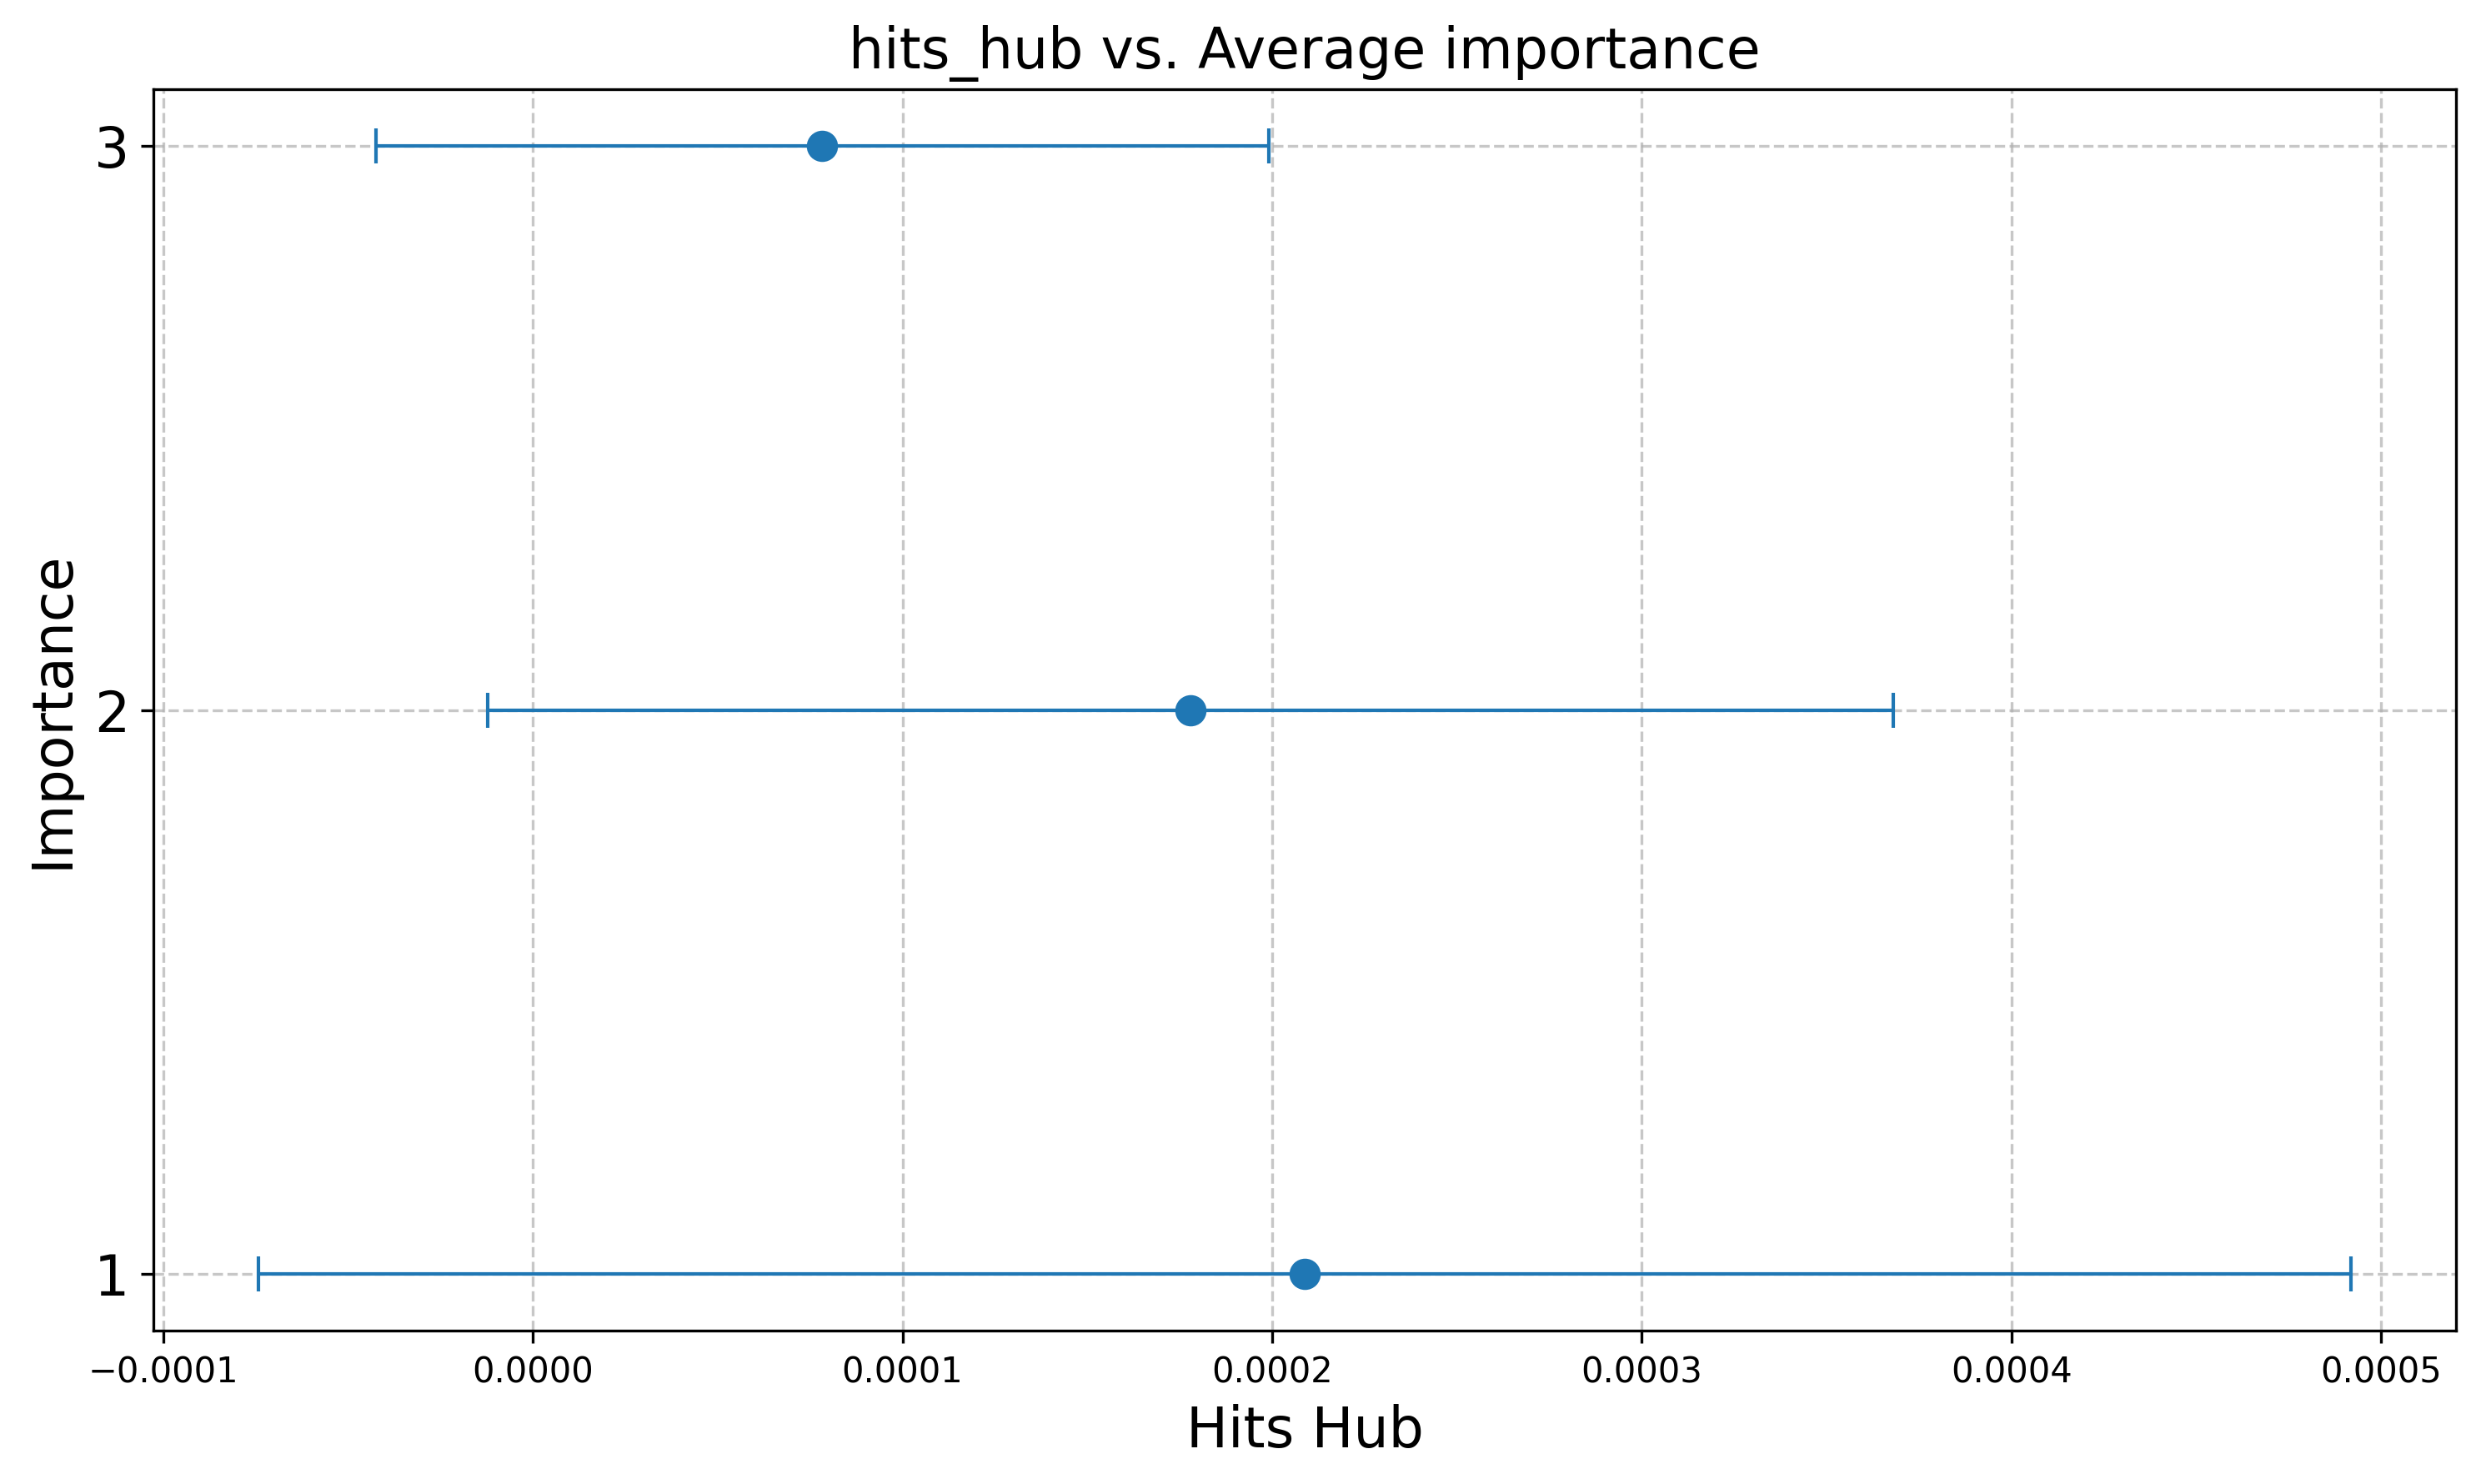 hits_hub vs. Average importance
3
2
1
Importance
−0.0001 0.0000 0.0001 0.0002 0.0003 0.0004 0.0005
Hits Hub